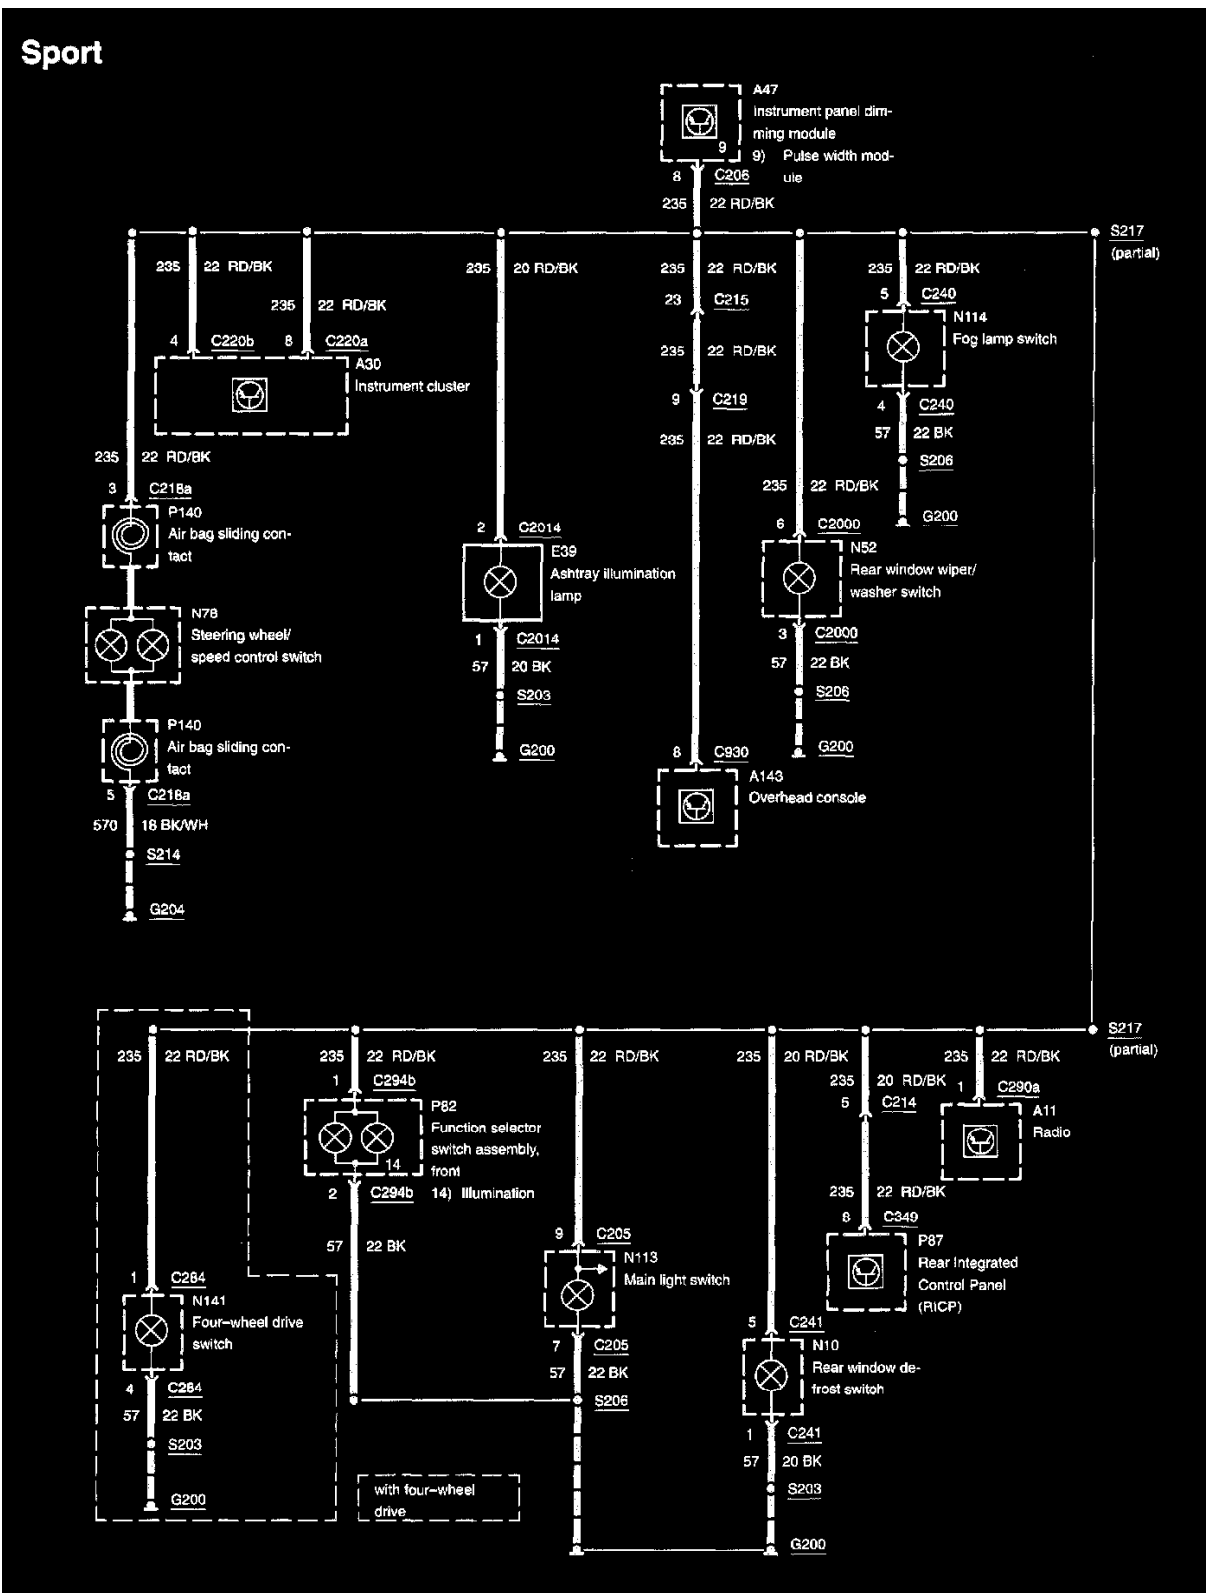 Sport
A47
Instrument panel dim-
ming module
9) Pulse width mod-
ule
9
8 C206
235 22 RD/BK
S217
(partial)
235 22 RD/BK
235 22 RD/BK
4 C220b 8 C220a
A30
Instrument cluster
235 22 RD/BK
3 C218a
P140
Air bag sliding con-
tact
N78
Steering wheel/
speed control switch
P140
Air bag sliding con-
tact
5 C218a
570 18 BK/WH
S214
G204
235 20 RD/BK
2 C2014
E39
Ashtray illumination
lamp
1 C2014
57 20 BK
S203
G200
235 22 RD/BK
23 C215
235 22 RD/BK
9 C219
235 22 RD/BK
8 C930
A143
Overhead console
235 22 RD/BK
6 C2000
N52
Rear window wiper/
washer switch
3 C2000
57 22 BK
S206
G200
235 22 RD/BK
5 C240
N114
Fog lamp switch
4 C240
57 22 BK
S206
G200
S217
(partial)
235 22 RD/BK
1 C284
N141
Four-wheel drive
switch
4 C284
57 22 BK
S203
G200
235 22 RD/BK
1 C294b
P82
Function selector
switch assembly,
front
14) Illumination
14
2 C294b
57 22 BK
with four-wheel
drive
235 22 RD/BK
9 C205
N113
Main light switch
7 C205
57 22 BK
S206
235 20 RD/BK
5 C241
N10
Rear window de-
frost switch
1 C241
57 20 BK
S203
G200
235 20 RD/BK
5 C214
235 22 RD/BK
8 C349
P87
Rear Integrated
Control Panel
(RICP)
235 22 RD/BK
1 C290a
A11
Radio